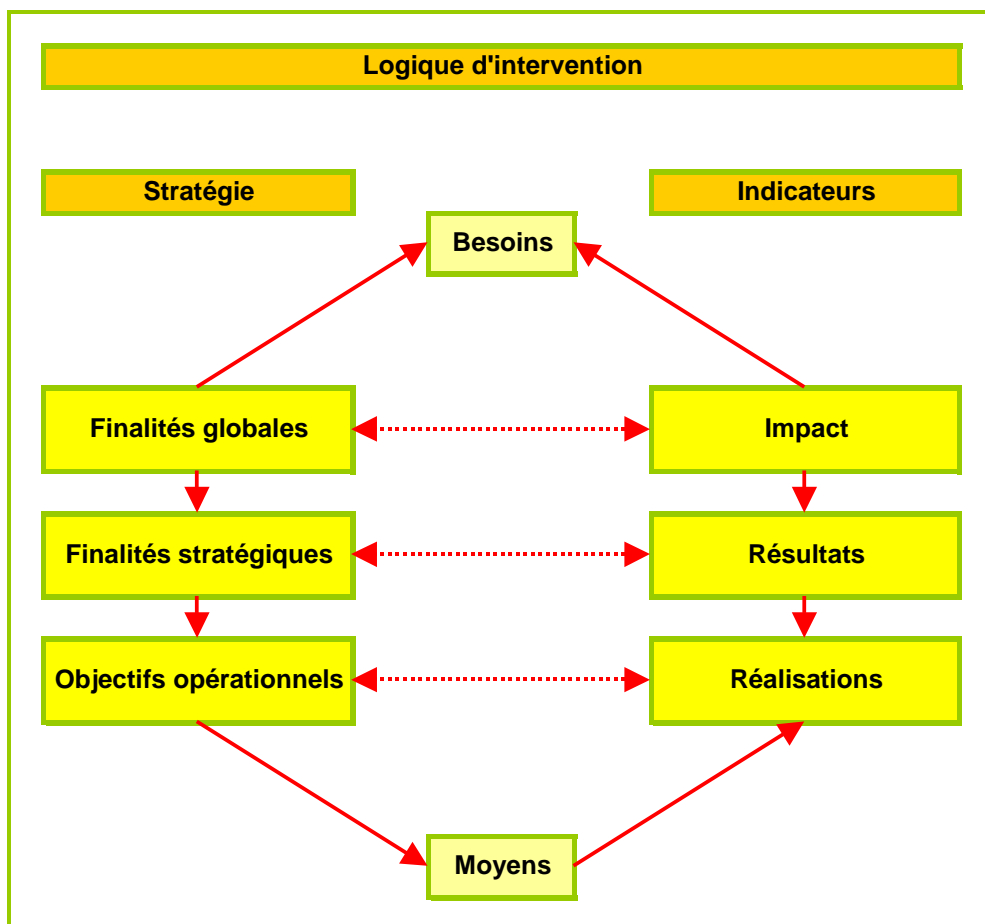 Logique d'intervention
Stratégie
Indicateurs
Besoins
Finalités globales
Impact
Finalités stratégiques
Résultats
Objectifs opérationnels
Réalisations
Moyens